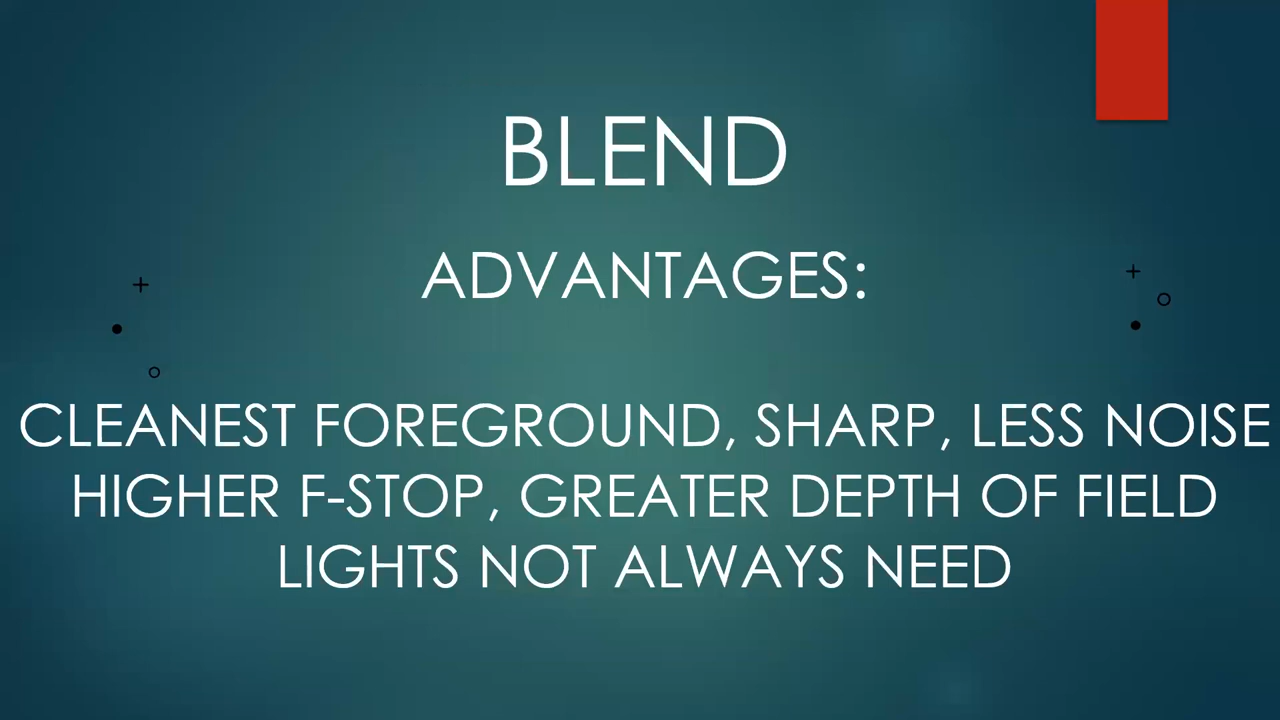 BLEND
ADVANTAGES:
CLEANEST FOREGROUND, SHARP, LESS NOISE
HIGHER F-STOP, GREATER DEPTH OF FIELD
LIGHTS NOT ALWAYS NEED